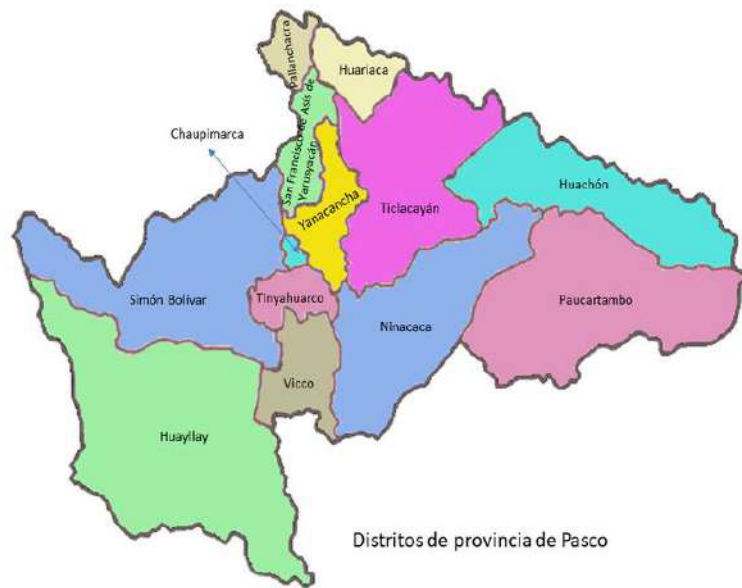 Pallanchacra
Huariaca
Chaupimarca
San Francisco de Asís de
Yarusyacán
Yanacancha
Ticlacayán
Huachón
Simón Bolívar
Tinyahuarco
Ninacaca
Paucartambo
Vicco
Huayllay
Distritos de provincia de Pasco